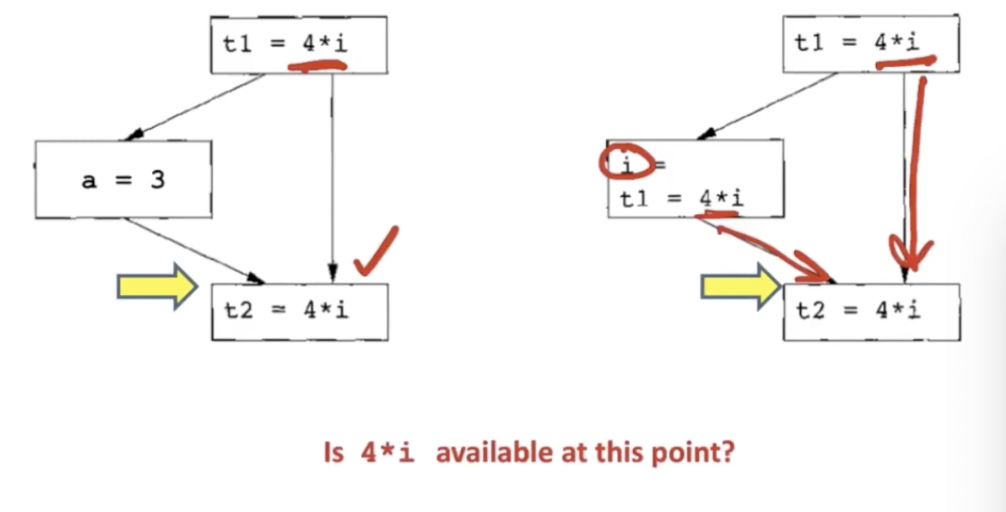 t1 = 4*i
a = 3
t2 = 4*i
t1 = 4*i
i =
t1 = 4*i
t2 = 4*i
Is 4*i available at this point?